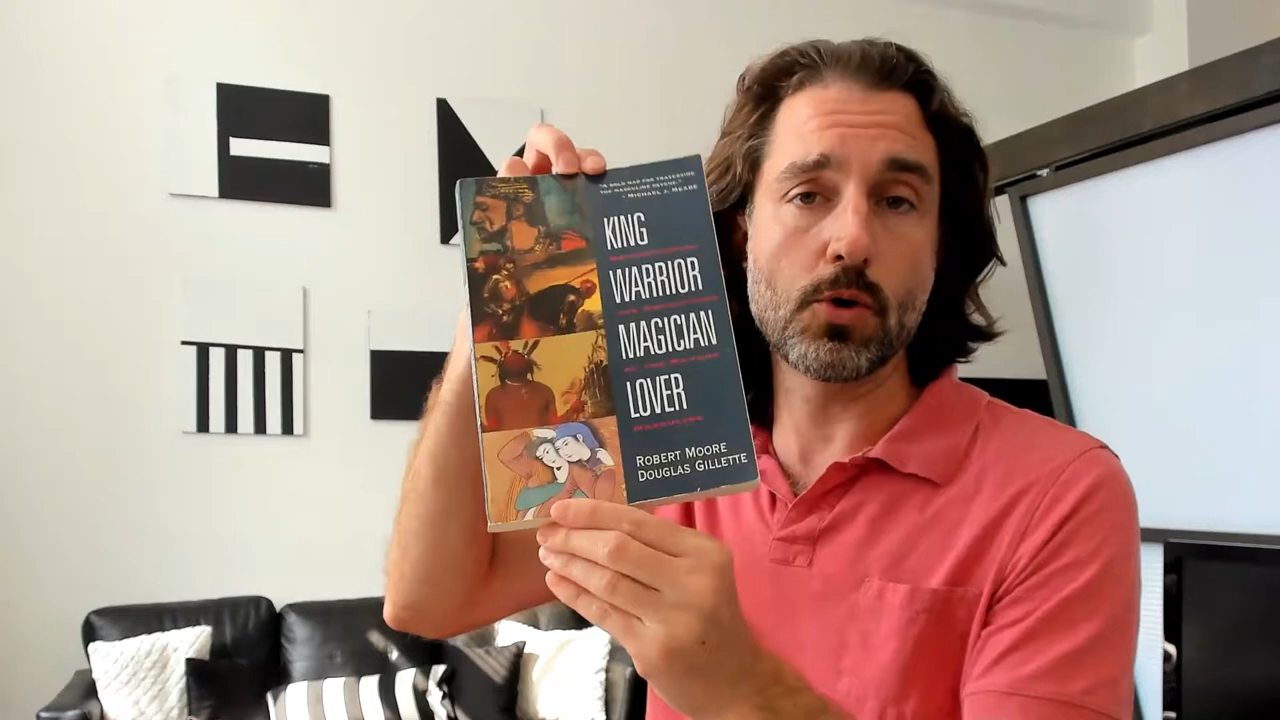 "A BOLD MAP FOR TRAVERSING
THE MASCULINE PSYCHE."
– MICHAEL J. MEADE
KING
WARRIOR
MAGICIAN
LOVER
ROBERT MOORE
DOUGLAS GILLETTE